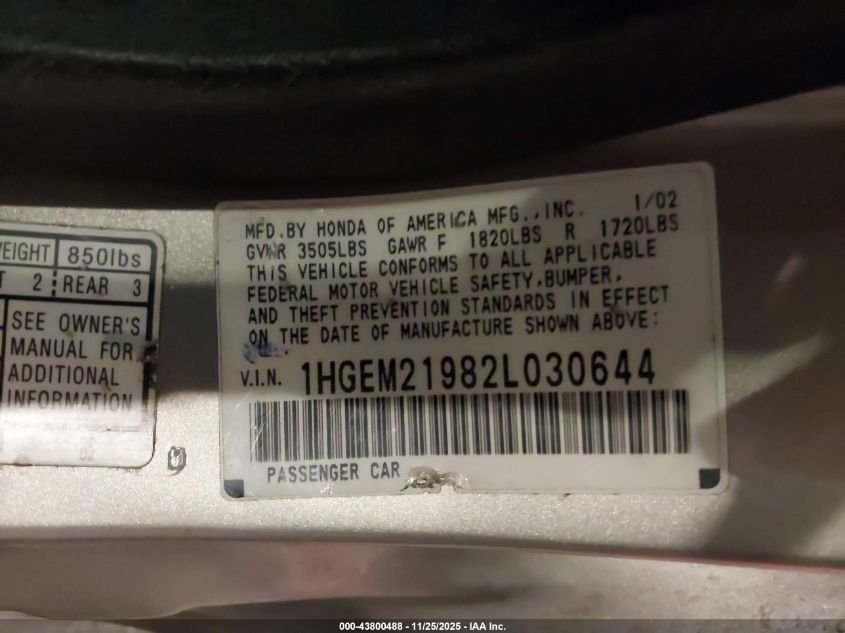 WEIGHT 850lbs
2 REAR 3
SEE OWNER'S
MANUAL FOR
ADDITIONAL
INFORMATION
MFD.BY HONDA OF AMERICA MFG.,INC. 1/02
GVWR 3505LBS GAWR F 1820LBS R 1720LBS
THIS VEHICLE CONFORMS TO ALL APPLICABLE
FEDERAL MOTOR VEHICLE SAFETY,BUMPER,
AND THEFT PREVENTION STANDARDS IN EFFECT
ON THE DATE OF MANUFACTURE SHOWN ABOVE:
V.I.N. 1HGEM21982L030644
PASSENGER CAR
000-43800488 - 11/25/2025 - IAA Inc.